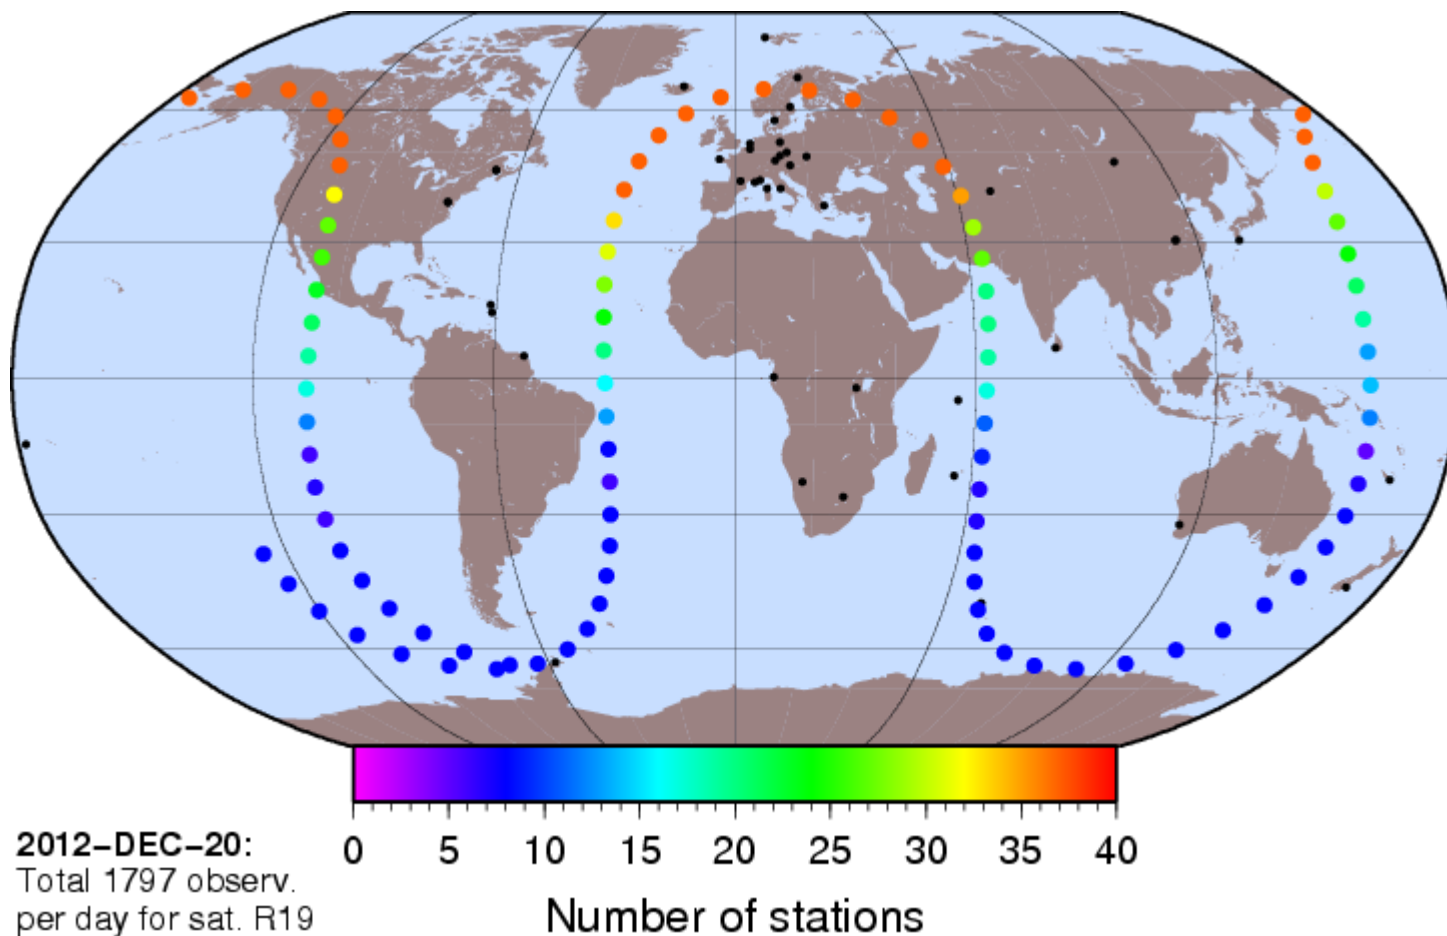 0 5 10 15 20 25 30 35 40
2012–DEC–20:
Total 1797 observ.
per day for sat. R19
Number of stations